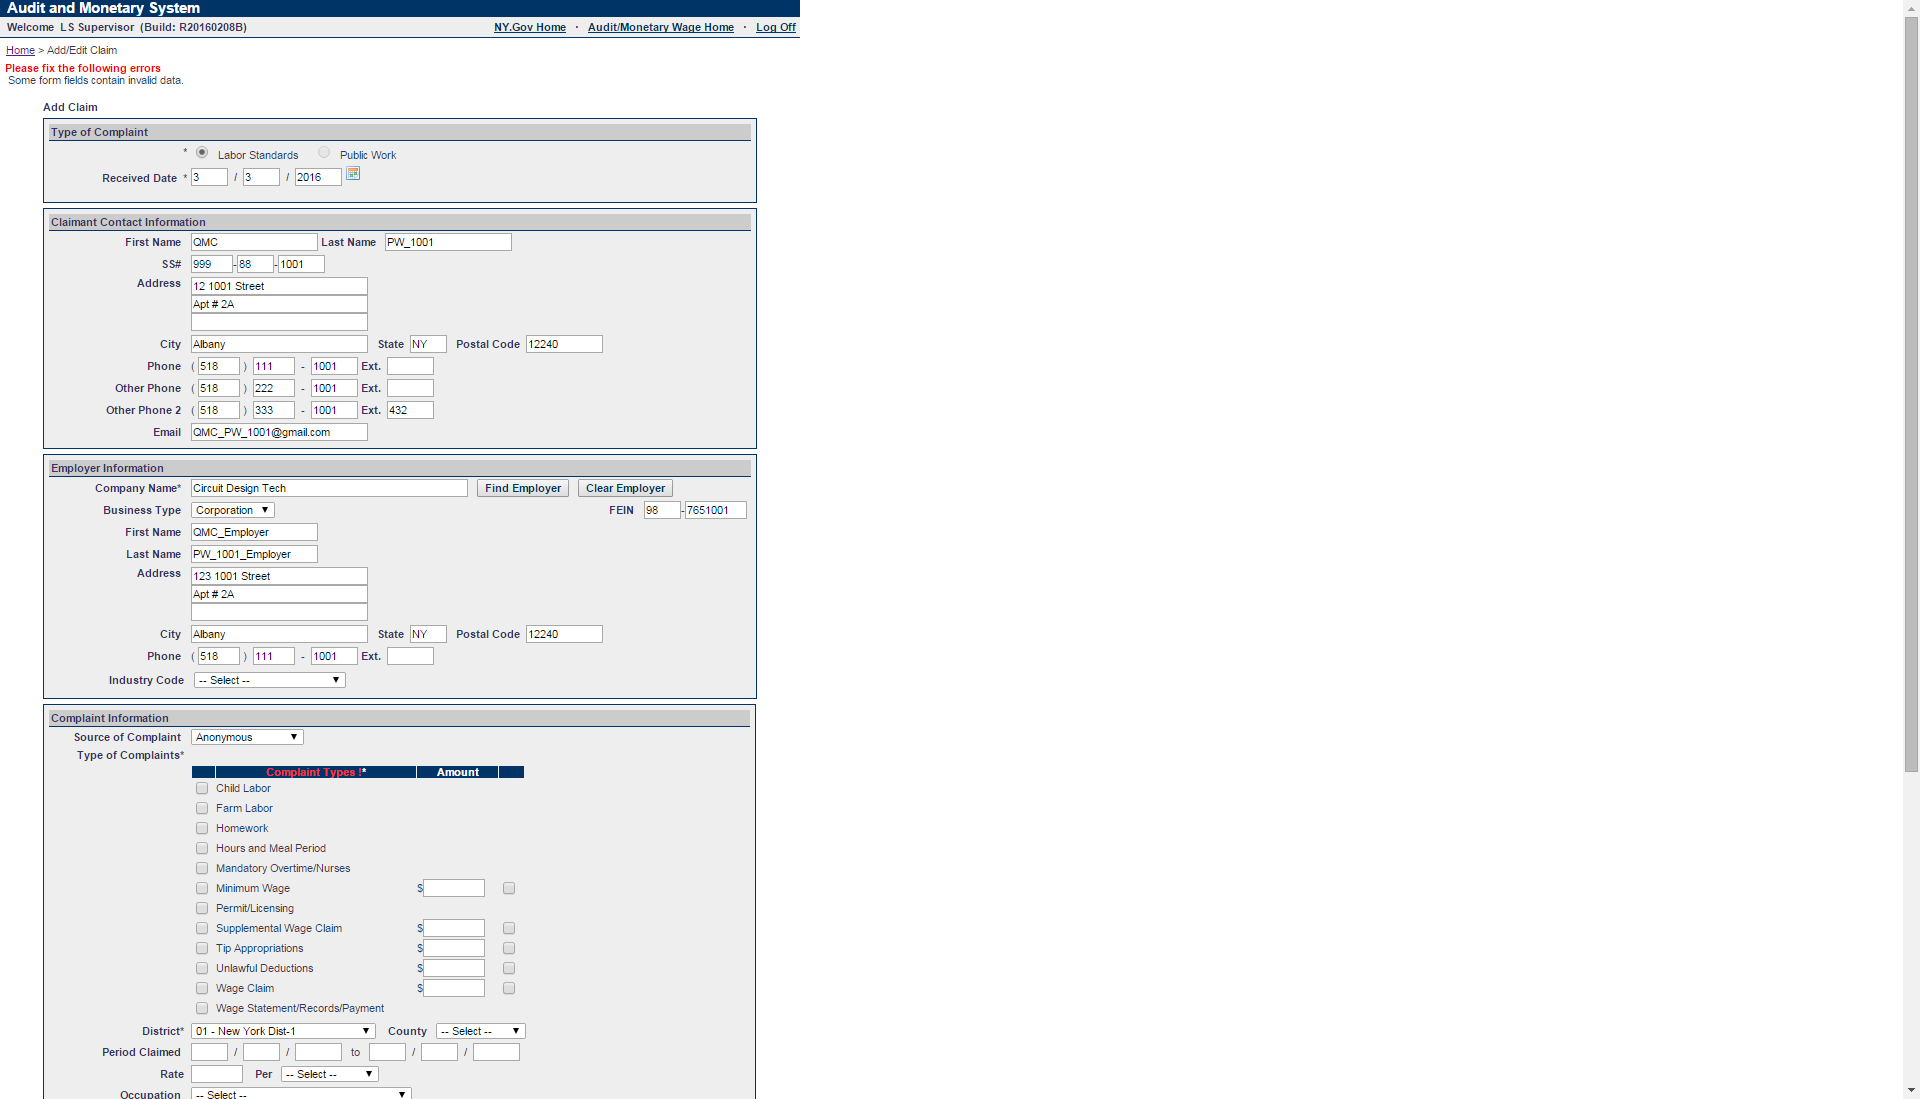 Audit and Monetary System
Welcome LS Supervisor (Build: R20160208B) NY.Gov Home · Audit/Monetary Wage Home · Log Off
Home > Add/Edit Claim
Please fix the following errors
Some form fields contain invalid data.
Add Claim
Type of Complaint
* Labor Standards Public Work
Received Date * 3 / 3 / 2016
Claimant Contact Information
First Name QMC Last Name PW_1001
SS# 999 - 88 - 1001
Address 12 1001 Street
Apt # 2A
City Albany State NY Postal Code 12240
Phone ( 518 ) 111 - 1001 Ext.
Other Phone ( 518 ) 222 - 1001 Ext.
Other Phone 2 ( 518 ) 333 - 1001 Ext. 432
Email QMC_PW_1001@gmail.com
Employer Information
Company Name* Circuit Design Tech Find Employer Clear Employer
Business Type Corporation FEIN 98 - 7651001
First Name QMC_Employer
Last Name PW_1001_Employer
Address 123 1001 Street
Apt # 2A
City Albany State NY Postal Code 12240
Phone ( 518 ) 111 - 1001 Ext.
Industry Code -- Select --
Complaint Information
Source of Complaint Anonymous
Type of Complaints*
Complaint Types !* Amount
Child Labor
Farm Labor
Homework
Hours and Meal Period
Mandatory Overtime/Nurses
Minimum Wage $
Permit/Licensing
Supplemental Wage Claim $
Tip Appropriations $
Unlawful Deductions $
Wage Claim $
Wage Statement/Records/Payment
District* 01 - New York Dist-1 County -- Select --
Period Claimed / / to / /
Rate Per -- Select --
Occupation -- Select --